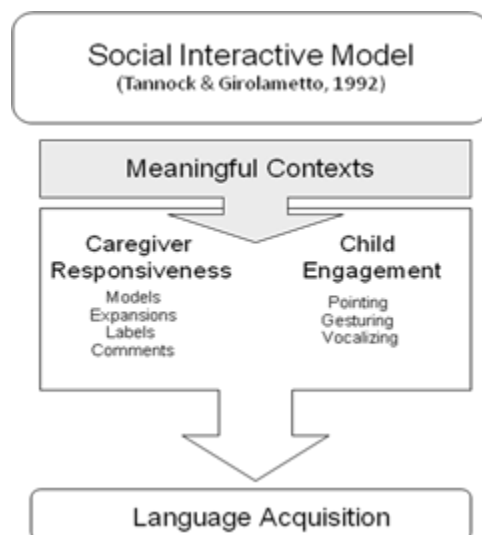 Social Interactive Model
(Tannock & Girolametto, 1992)
Meaningful Contexts
Caregiver
Responsiveness
Models
Expansions
Labels
Comments
Child
Engagement
Pointing
Gesturing
Vocalizing
Language Acquisition